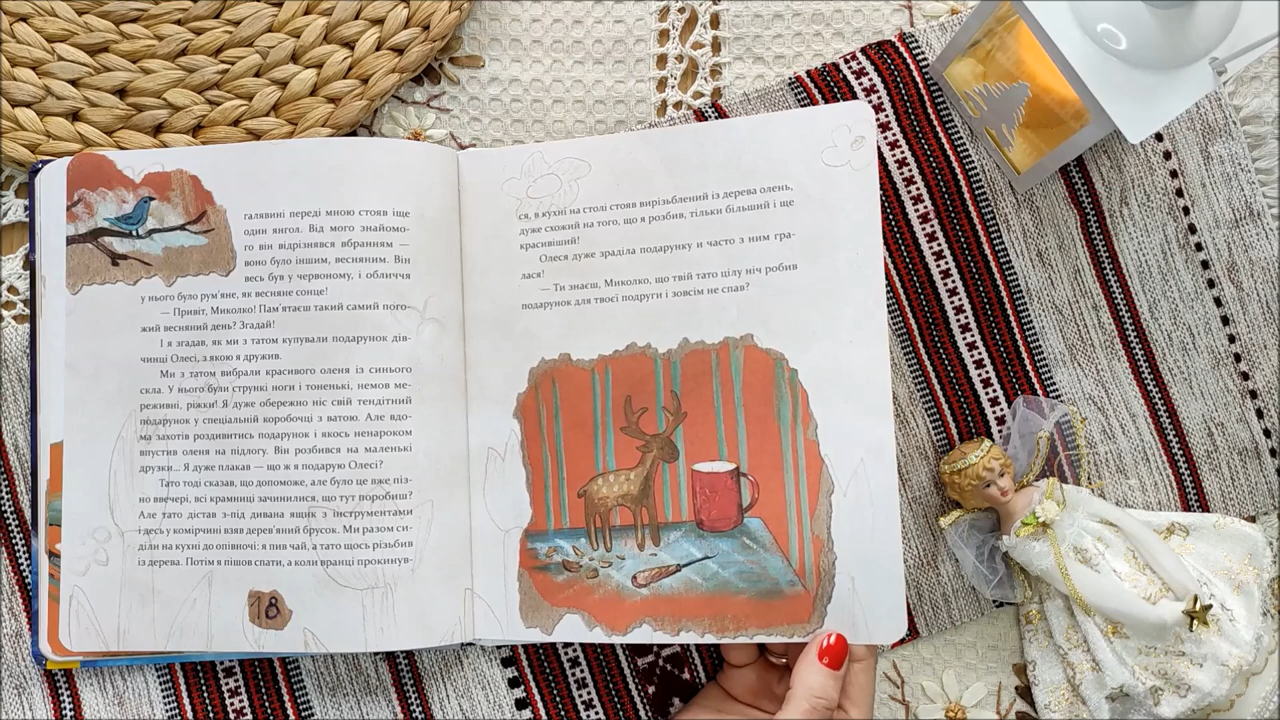 галявині переді мною стояв іще
один янгол. Від мого знайомо-
го він відрізнявся вбранням —
воно було іншим, весняним. Він
весь був у червоному, і обличчя
у нього було рум'яне, як весняне сонце!
— Привіт, Миколко! Пам'ятаєш такий самий пого-
жий весняний день? Згадай!
І я згадав, як ми з татом купували подарунок дів-
чинці Олесі, з якою я дружив.
Ми з татом вибрали красивого оленя із синього
скла. У нього були стрункі ноги і тоненькі, немов ме-
реживні, ріжки! Я дуже обережно ніс свій тендітний
подарунок у спеціальній коробочці з ватою. Але вдо-
ма захотів роздивитись подарунок і якось ненароком
впустив оленя на підлогу. Він розбився на маленькі
друзки... Я дуже плакав — що ж я подарую Олесі?
Тато тоді сказав, що допоможе, але було це вже піз-
но ввечері, всі крамниці зачинилися, що тут поробиш?
Але тато дістав з-під дивана ящик з інструментами
і десь у комірчині взяв дерев'яний брусок. Ми разом си-
діли на кухні до опівночі: я пив чай, а тато щось різьбив
із дерева. Потім я пішов спати, а коли вранці прокинув-
18
ся, в кухні на столі стояв вирізьблений із дерева олень,
дуже схожий на того, що я розбив, тільки більший і ще
красивіший!
Олеся дуже зраділа подарунку и часто з ним гра-
лася!
— Ти знаєш, Миколко, що твій тато цілу ніч робив
подарунок для твоєї подруги і зовсім не спав?